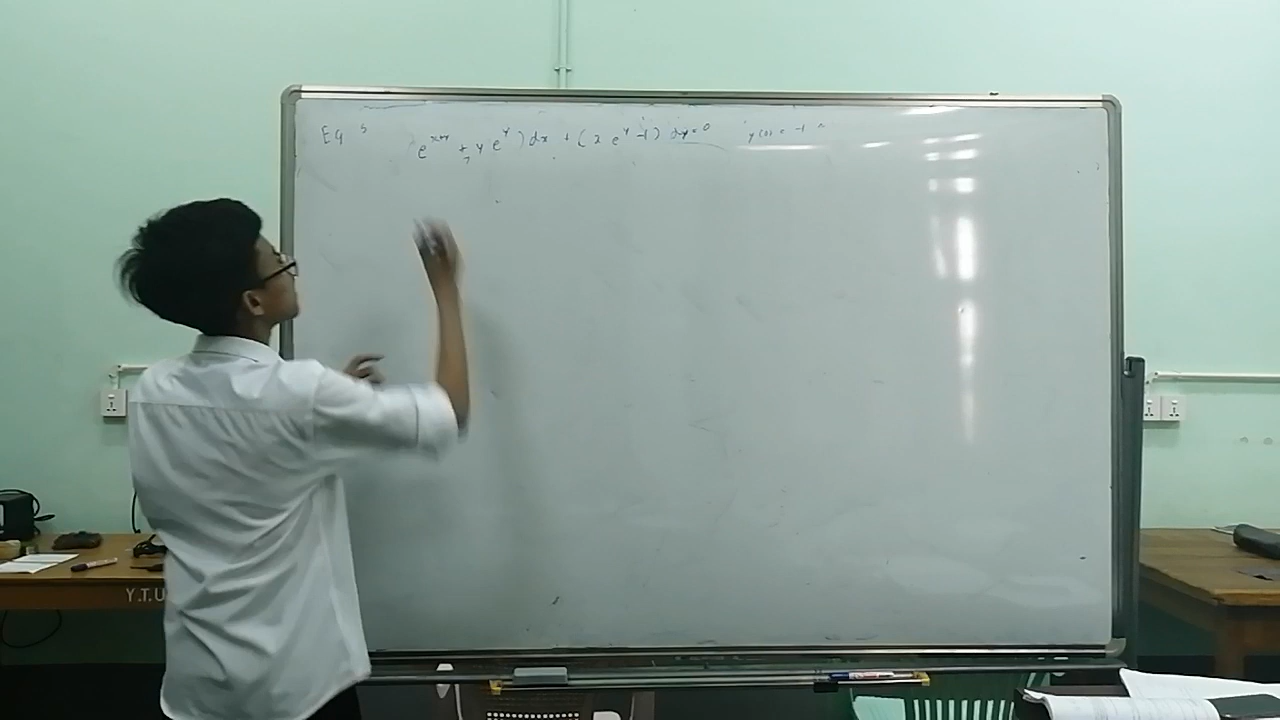 Eg 5 (e^{x+y} + y e^y) dx + (x e^y - 1) dy = 0 y(0) = -1
Y.T.U